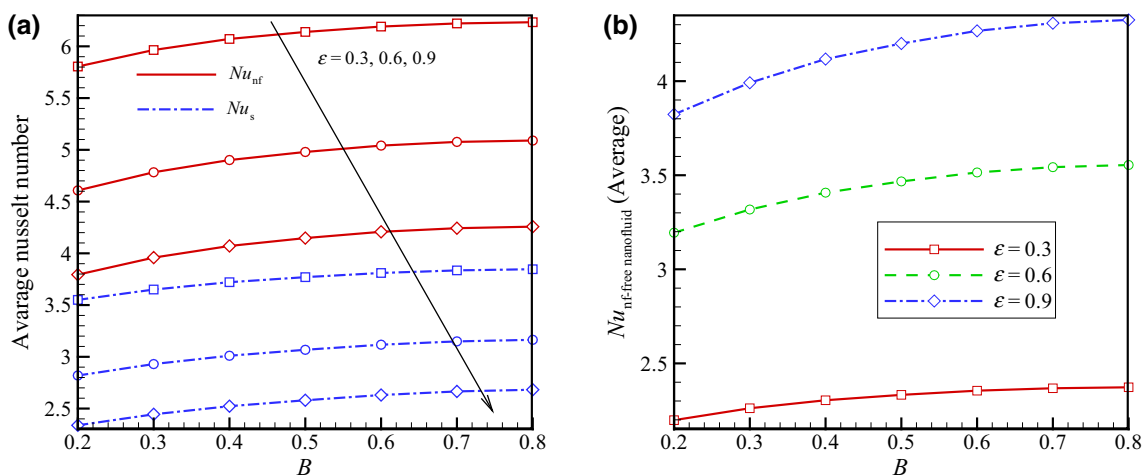 (a)
Avarage nusselt number
6
5.5
5
4.5
4
3.5
3
2.5
0.2 0.3 0.4 0.5 0.6 0.7 0.8
B
ε = 0.3, 0.6, 0.9
Nu_nf
Nu_s
(b)
Nu_nf-free nanofluid (Average)
4
3.5
3
2.5
0.2 0.3 0.4 0.5 0.6 0.7 0.8
B
ε = 0.3
ε = 0.6
ε = 0.9